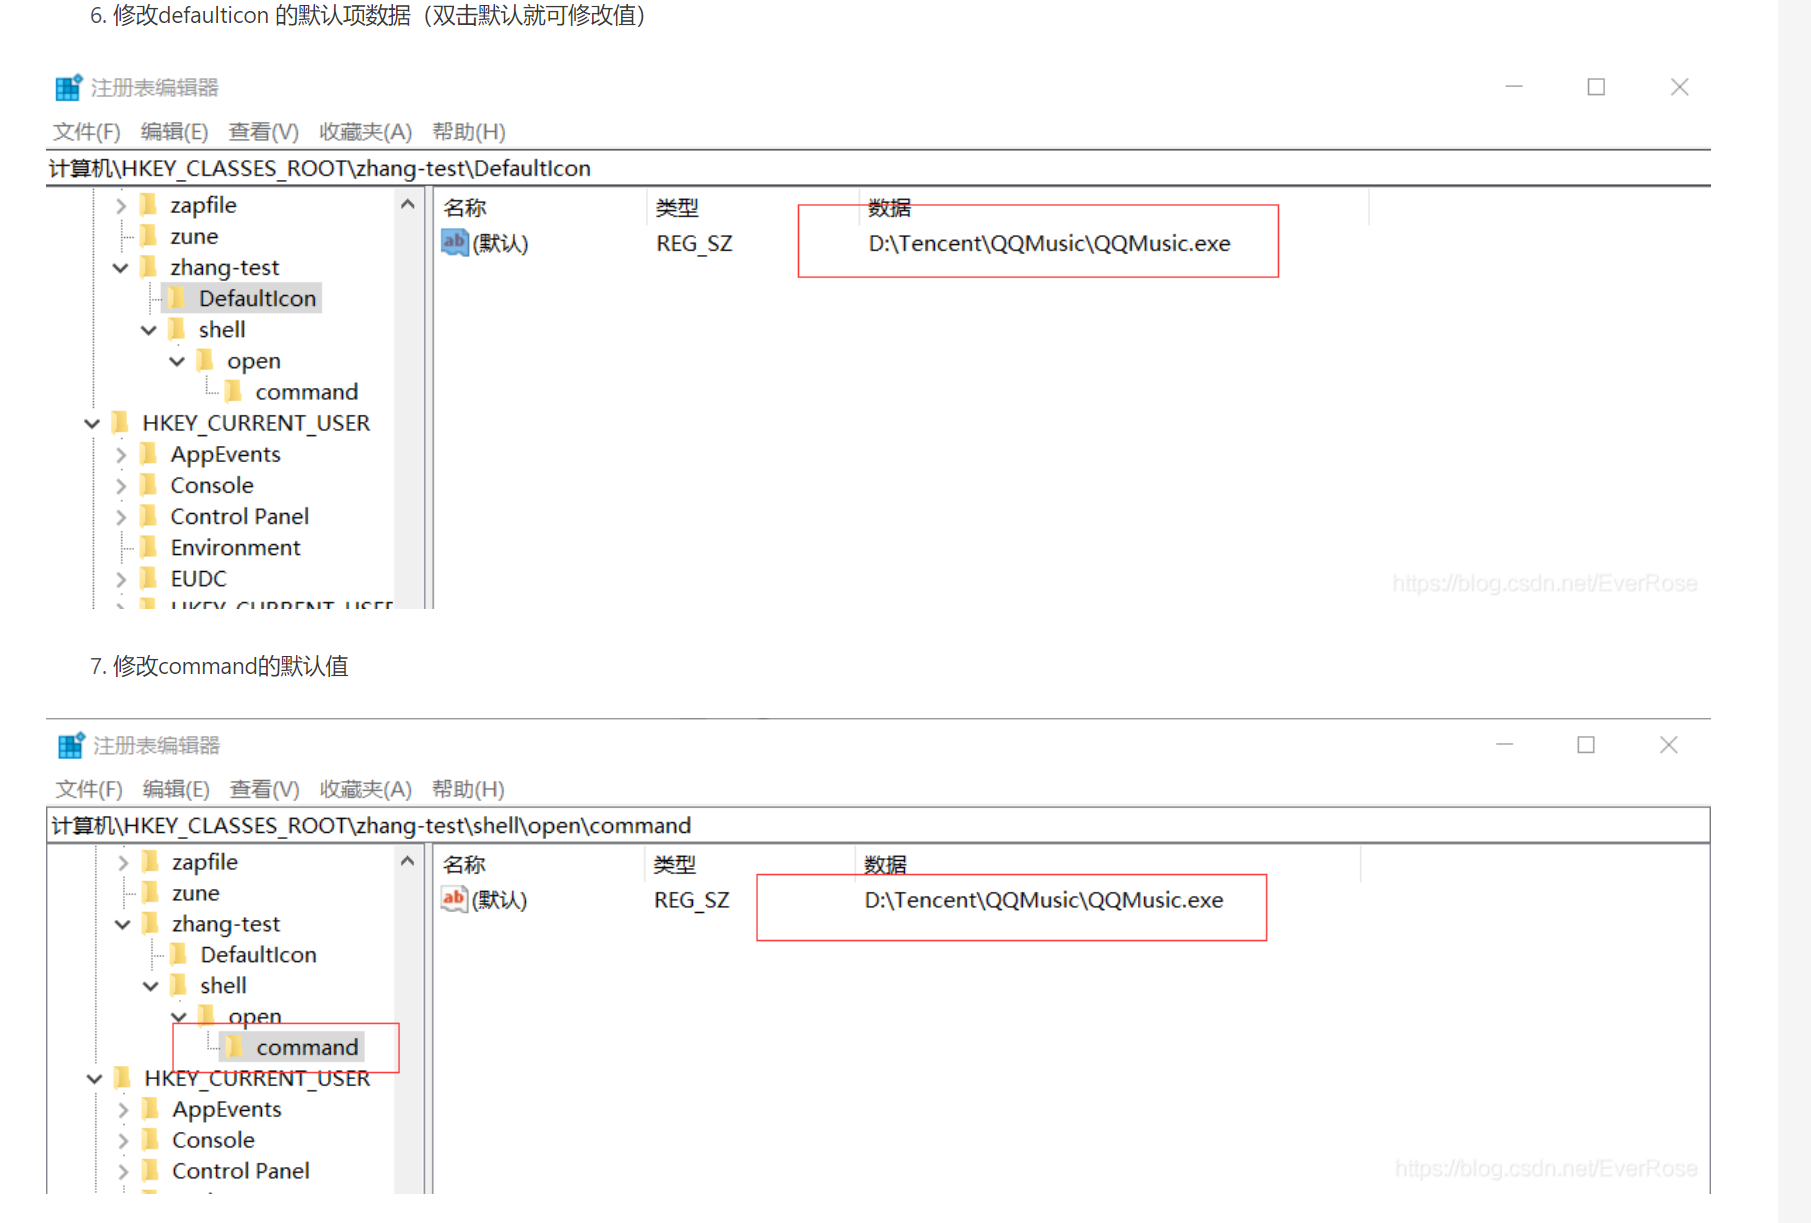 6. 修改defaulticon 的默认项数据（双击默认就可修改值）
注册表编辑器
文件(F) 编辑(E) 查看(V) 收藏夹(A) 帮助(H)
计算机\HKEY_CLASSES_ROOT\zhang-test\DefaultIcon
zapfile
名称 类型 数据
zune
(默认) REG_SZ D:\Tencent\QQMusic\QQMusic.exe
zhang-test
DefaultIcon
shell
open
command
HKEY_CURRENT_USER
AppEvents
Console
Control Panel
Environment
EUDC
https://blog.csdn.net/EverRose
HKEY_CURRENT_USER
7. 修改command的默认值
注册表编辑器
文件(F) 编辑(E) 查看(V) 收藏夹(A) 帮助(H)
计算机\HKEY_CLASSES_ROOT\zhang-test\shell\open\command
zapfile
名称 类型 数据
zune
(默认) REG_SZ D:\Tencent\QQMusic\QQMusic.exe
zhang-test
DefaultIcon
shell
open
command
HKEY_CURRENT_USER
AppEvents
Console
Control Panel
https://blog.csdn.net/EverRose